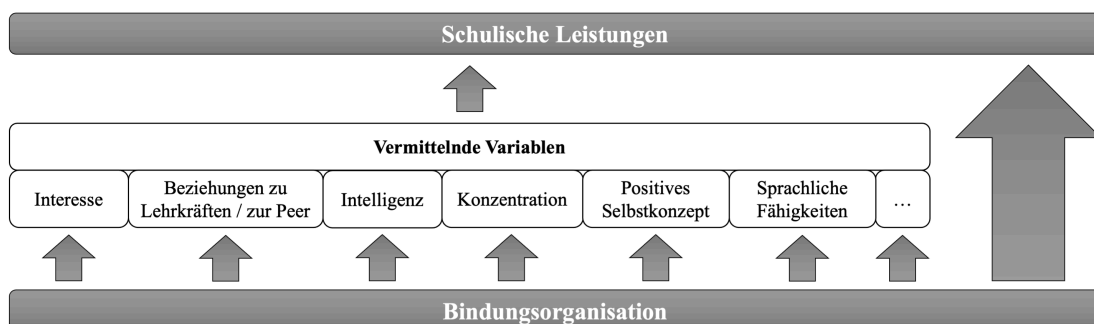 Schulische Leistungen
Vermittelnde Variablen
Interesse
Beziehungen zu
Lehrkräften / zur Peer
Intelligenz
Konzentration
Positives
Selbstkonzept
Sprachliche
Fähigkeiten
…
Bindungsorganisation